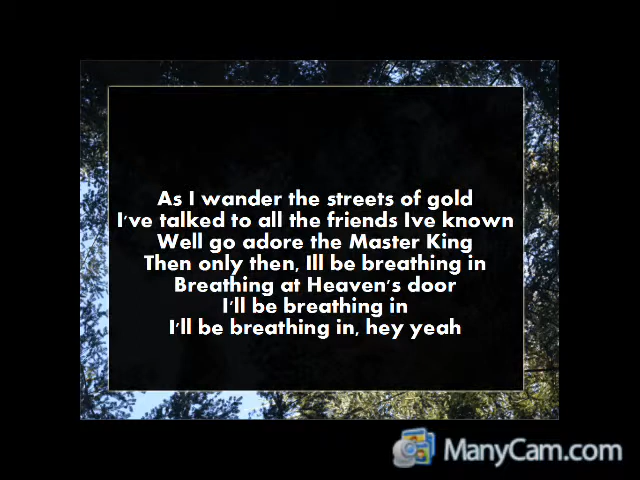 As I wander the streets of gold
I've talked to all the friends Ive known
Well go adore the Master King
Then only then, Ill be breathing in
Breathing at Heaven's door
I'll be breathing in
I'll be breathing in, hey yeah
ManyCam.com